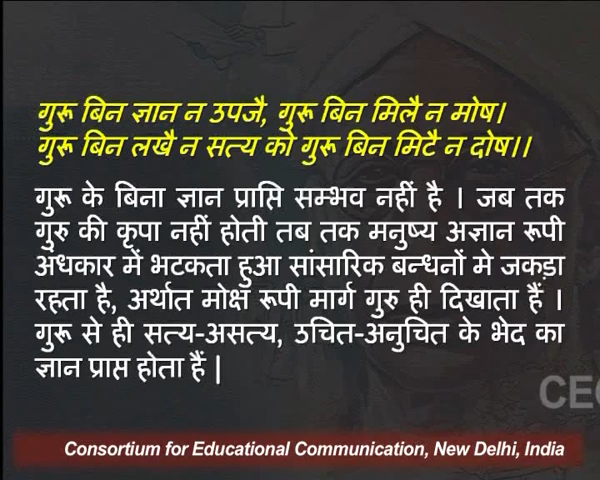 गुरू बिन ज्ञान न उपजै, गुरू बिन मिलै न मोष।
गुरू बिन लखै न सत्य को गुरू बिन मिटै न दोष।।
गुरू के बिना ज्ञान प्राप्ति सम्भव नहीं है । जब तक
गुरु की कृपा नहीं होती तब तक मनुष्य अज्ञान रूपी
अंधकार में भटकता हुआ सांसारिक बन्धनों मे जकड़ा
रहता है, अर्थात मोक्ष रूपी मार्ग गुरु ही दिखाता हैं ।
गुरू से ही सत्य-असत्य, उचित-अनुचित के भेद का
ज्ञान प्राप्त होता हैं |
CEC
Consortium for Educational Communication, New Delhi, India